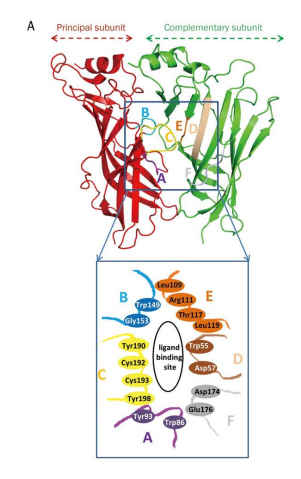 A
Principal subunit
Complementary subunit
B
E
D
C
F
A
Leu109
B
Arg111
E
Trp149
Thr117
Gly153
Leu119
Tyr190
ligand
binding
site
Trp55
Cys192
D
C
Asp57
Cys193
Asp174
Tyr198
Glu176
Tyr93
Trp86
F
A